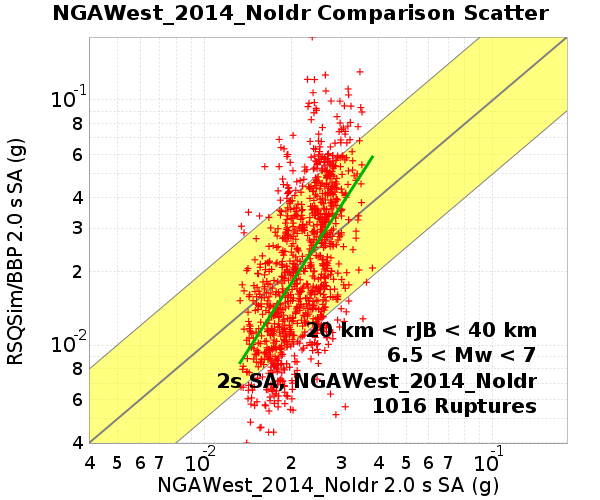 NGAWest_2014_NoIdr Comparison Scatter
RSQSim/BBP 2.0 s SA (g)
10-1
8
6
4
3
2
10-2
8
6
4
20 km < rJB < 40 km
6.5 < Mw < 7
2s SA, NGAWest_2014_NoIdr
1016 Ruptures
4 5 6 7 10-2 2 3 4 5 6 7 10-1
NGAWest_2014_NoIdr 2.0 s SA (g)